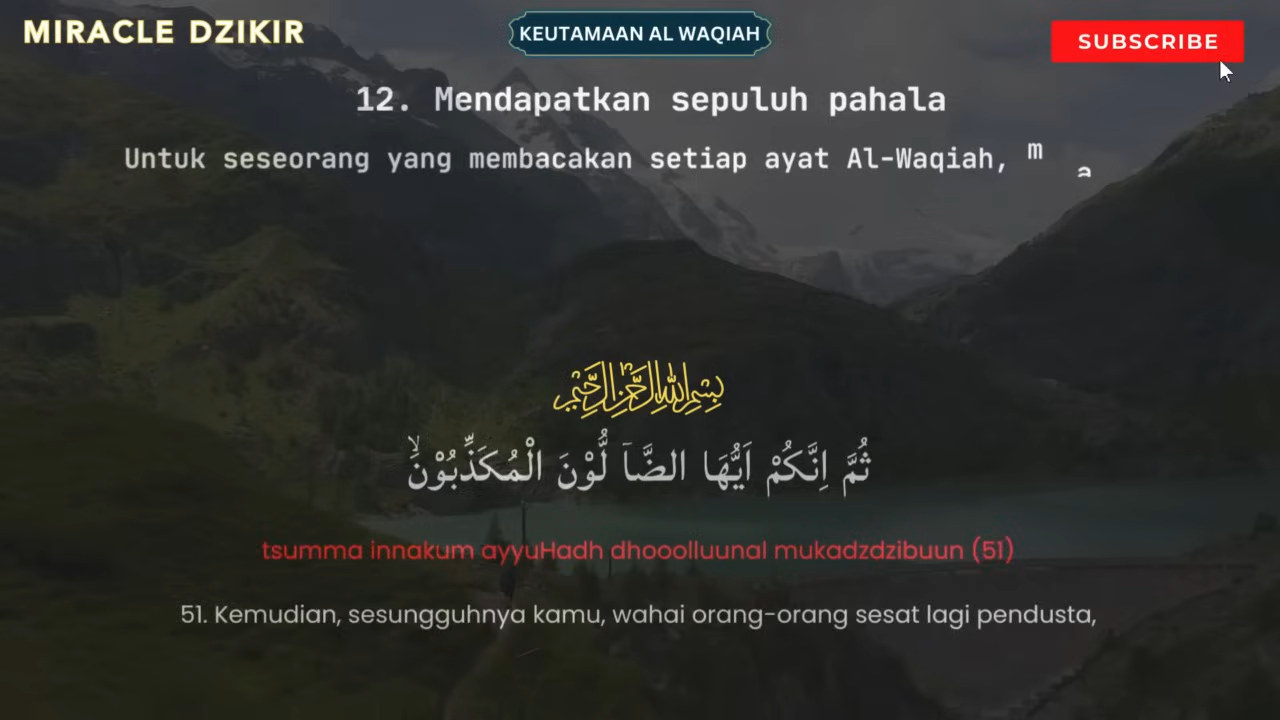 MIRACLE DZIKIR
KEUTAMAAN AL WAQIAH
SUBSCRIBE
12. Mendapatkan sepuluh pahala
Untuk seseorang yang membacakan setiap ayat Al-Waqiah, m a
بِسْمِ اللهِ الرَّحْمٰنِ الرَّحِيْمِ
ثُمَّ اِنَّكُمْ اَيُّهَا الضَّاۤ لُّوْنَ الْمُكَذِّبُوْنَۙ
tsumma innakum ayyuHadh dhooolluunal mukadzdzibuun (51)
51. Kemudian, sesungguhnya kamu, wahai orang-orang sesat lagi pendusta,